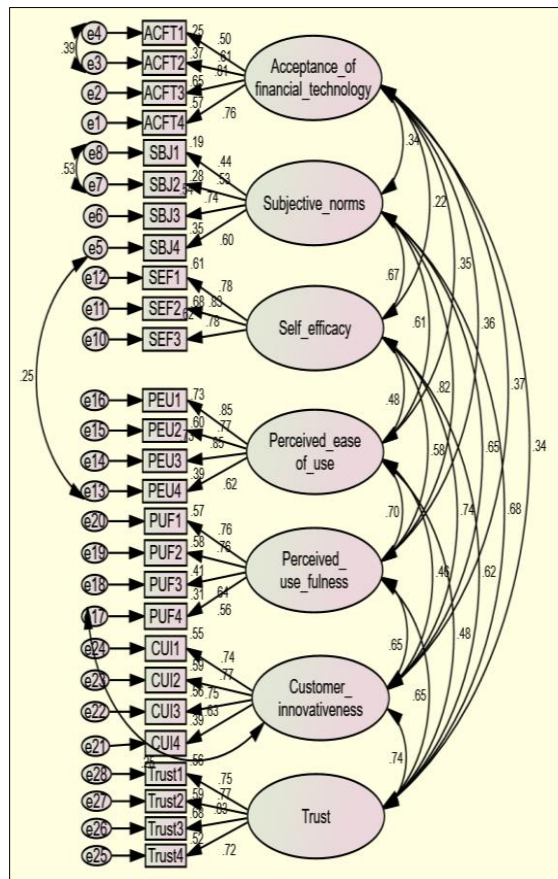 e4
ACFT1
.25
.50
.39
e3
ACFT2
.37
.61
.81
e2
ACFT3
.65
e1
ACFT4
.57
.76
Acceptance_of
financial_technology
e8
SBJ1
.19
.44
.53
e7
SBJ2
.28
.53
e6
SBJ3
.54
.74
e5
SBJ4
.35
.60
Subjective_norms
.34
.22
e12
SEF1
.61
.78
e11
SEF2
.68
.83
e10
SEF3
.62
.78
Self_efficacy
.67
.35
.61
.36
.25
e16
PEU1
.73
.85
e15
PEU2
.60
.77
e14
PEU3
.73
.85
e13
PEU4
.39
.62
Perceived_ease
of_use
.48
.82
.37
.58
.65
.34
e20
PUF1
.57
.76
e19
PUF2
.58
.76
e18
PUF3
.41
.64
e17
PUF4
.31
.56
Perceived_
use_fulness
.70
.74
.68
.46
.62
e24
CUI1
.55
.74
e23
CUI2
.59
.77
e22
CUI3
.56
.75
e21
CUI4
.39
.63
Customer_
innovativeness
.65
.48
.65
e28
Trust1
.56
.75
e27
Trust2
.59
.77
e26
Trust3
.68
.83
e25
Trust4
.52
.72
Trust
.74